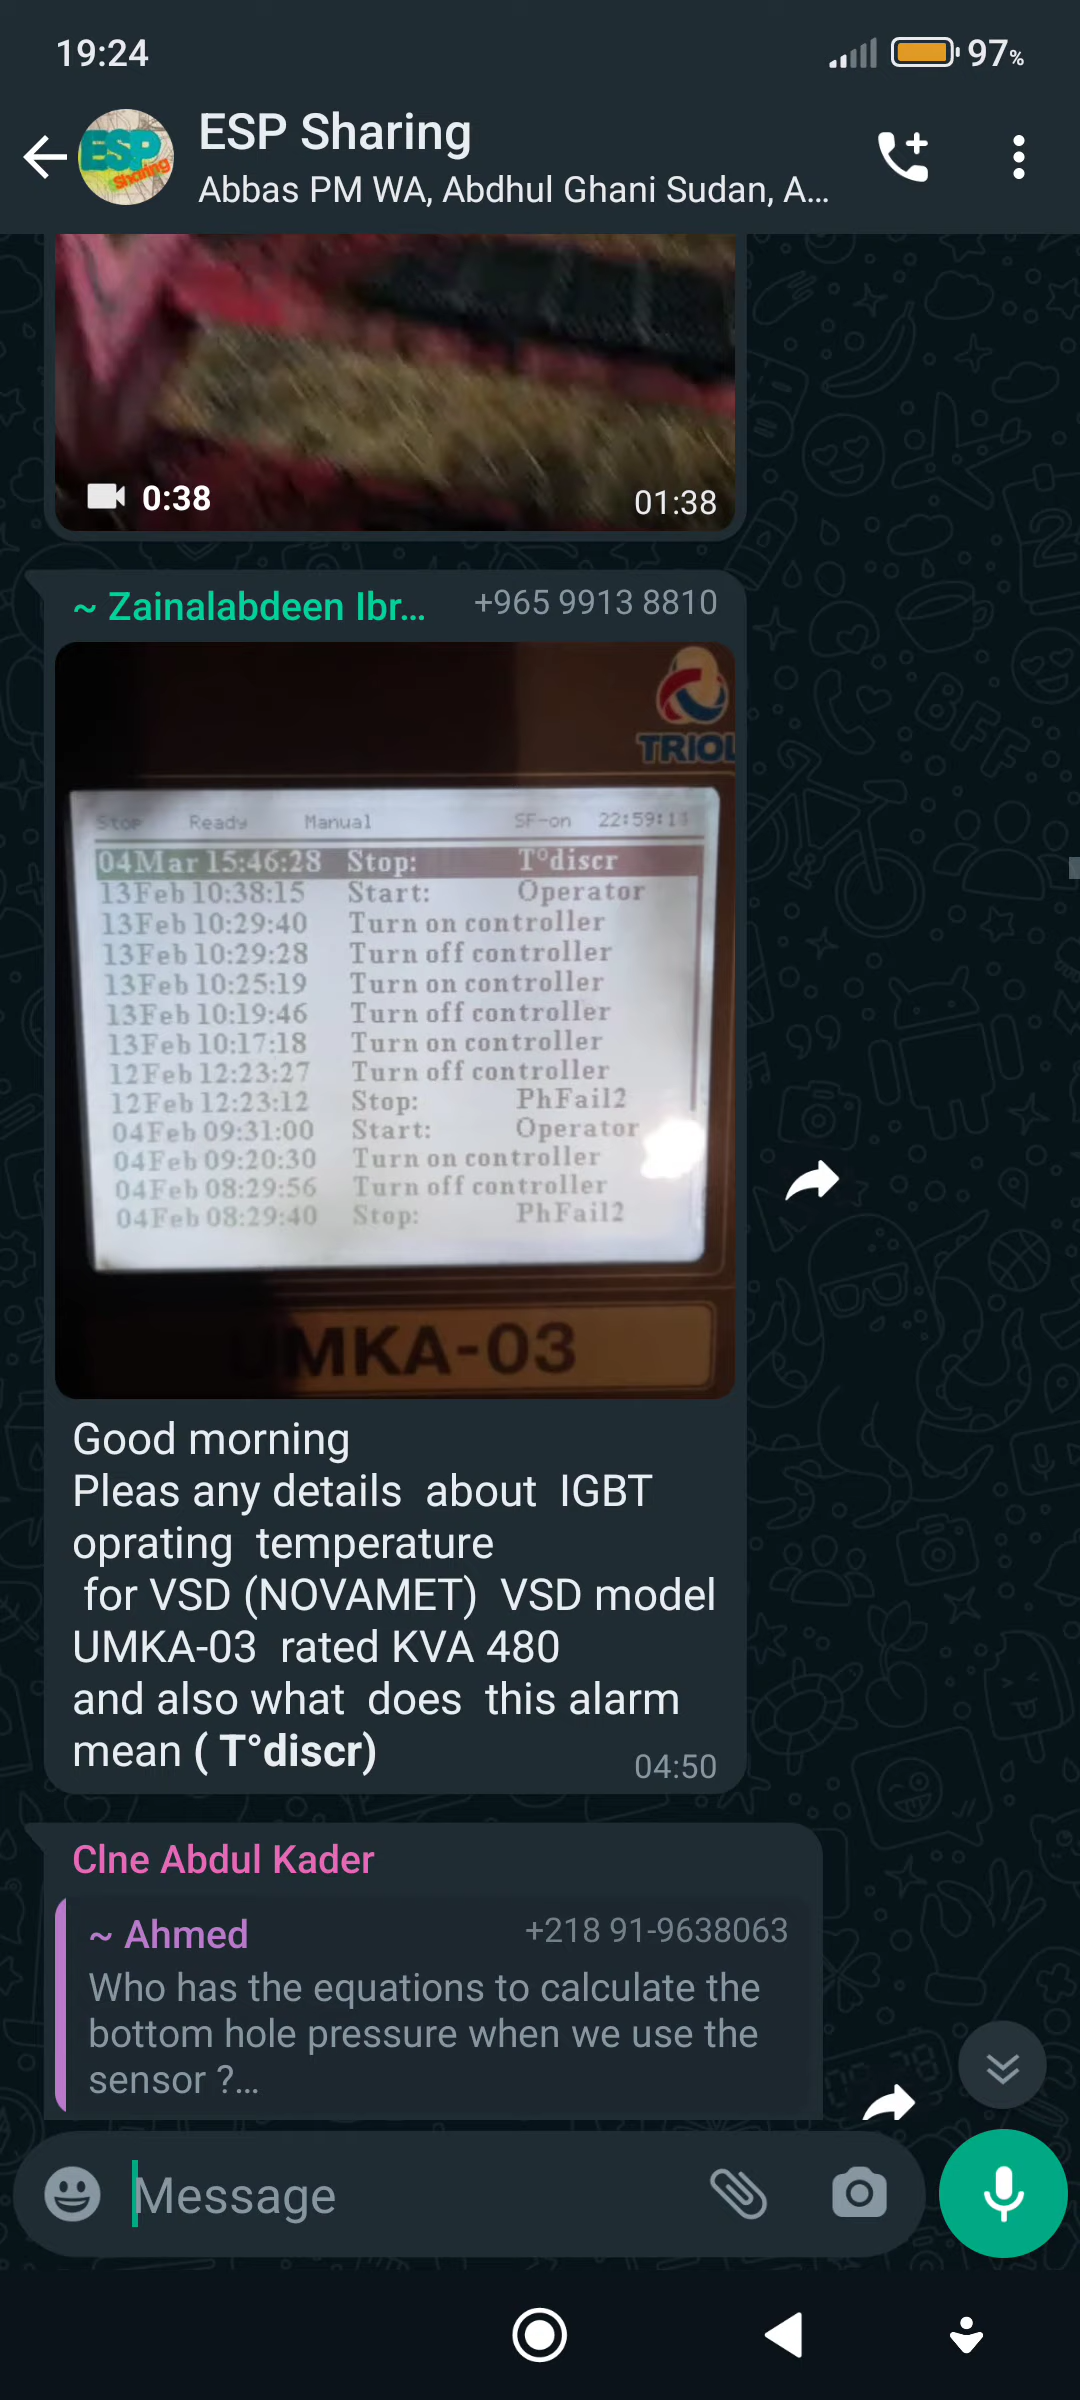 19:24
97%
ESP Sharing
Abbas PM WA, Abdhul Ghani Sudan, A...
ESP
Sharing
0:38
01:38
~ Zainalabdeen Ibr...
+965 9913 8810
TRIOL
Stop Ready Manual SF-on 22:59:13
04Mar 15:46:28 Stop: T°discr
13Feb 10:38:15 Start: Operator
13Feb 10:29:40 Turn on controller
13Feb 10:29:28 Turn off controller
13Feb 10:25:19 Turn on controller
13Feb 10:19:46 Turn off controller
13Feb 10:17:18 Turn on controller
12Feb 12:23:27 Turn off controller
12Feb 12:23:12 Stop: PhFail2
04Feb 09:31:00 Start: Operator
04Feb 09:20:30 Turn on controller
04Feb 08:29:56 Turn off controller
04Feb 08:29:40 Stop: PhFail2
UMKA-03
Good morning
Pleas any details about IGBT
oprating temperature
for VSD (NOVAMET) VSD model
UMKA-03 rated KVA 480
and also what does this alarm
mean ( T°discr)
04:50
Clne Abdul Kader
~ Ahmed
+218 91-9638063
Who has the equations to calculate the
bottom hole pressure when we use the
sensor ?...
Message